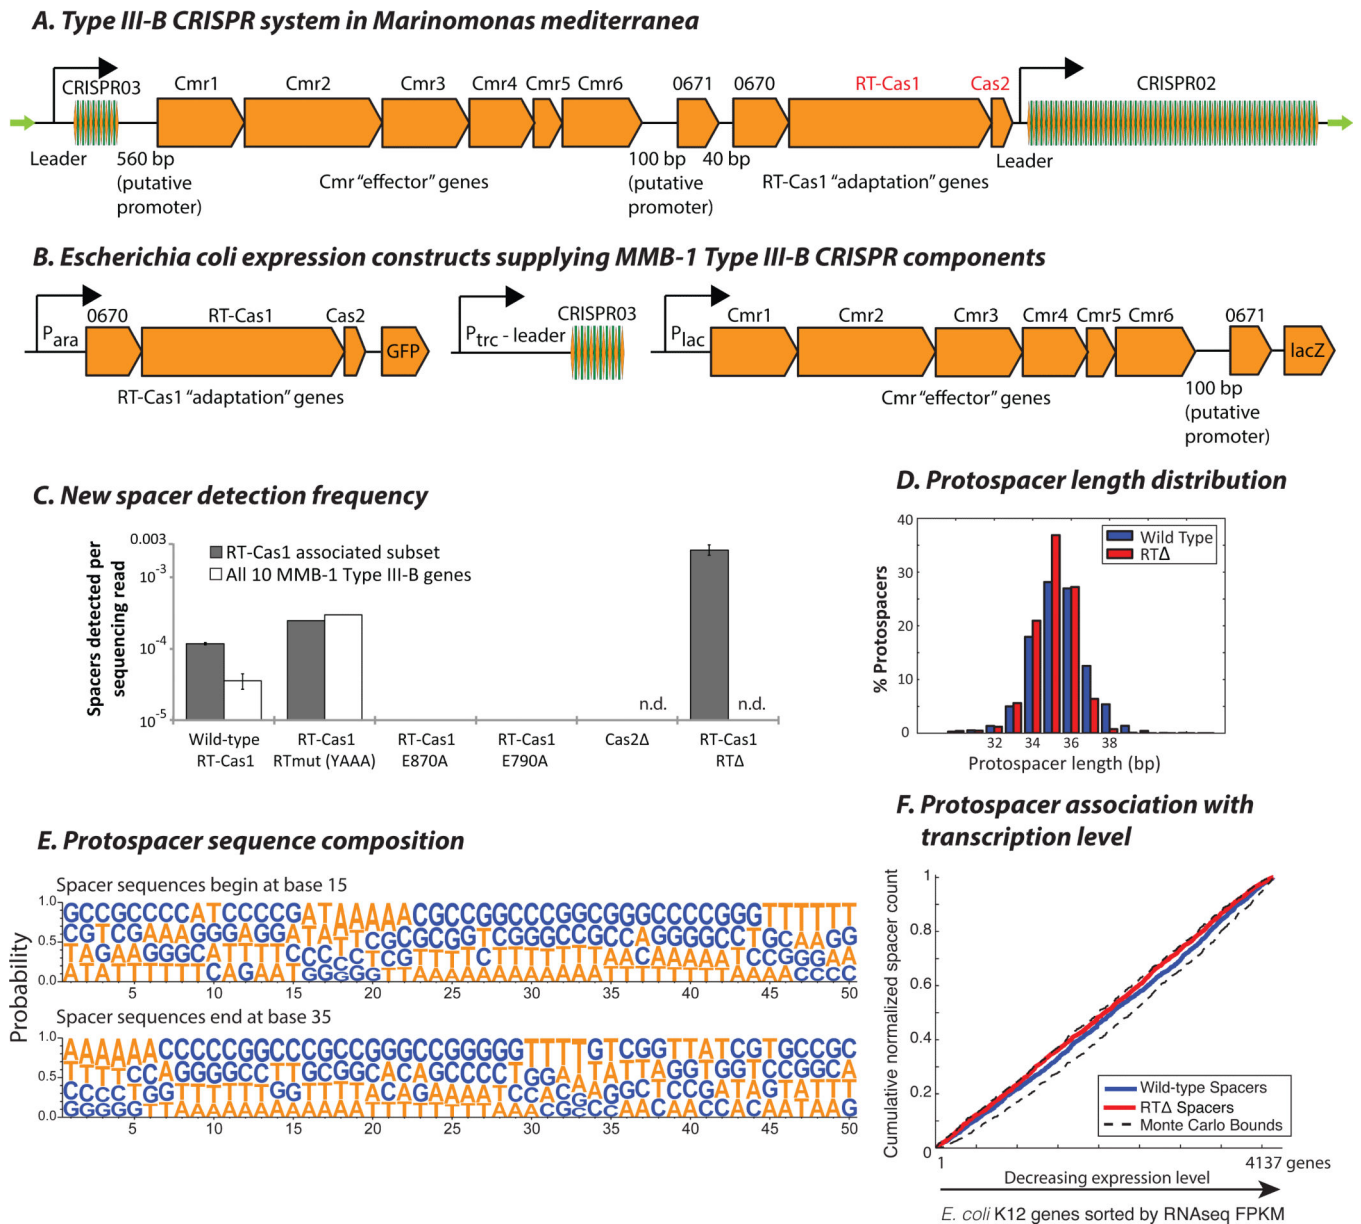 A. Type III-B CRISPR system in Marinomonas mediterranea
CRISPR03
Cmr1
Cmr2
Cmr3
Cmr4
Cmr5
Cmr6
0671
0670
RT-Cas1
Cas2
CRISPR02
Leader
560 bp
(putative
promoter)
Cmr “effector” genes
100 bp
(putative
promoter)
40 bp
RT-Cas1 “adaptation” genes
Leader
B. Escherichia coli expression constructs supplying MMB-1 Type III-B CRISPR components
Para
0670
RT-Cas1
Cas2
GFP
RT-Cas1 “adaptation” genes
Ptrc - leader
CRISPR03
Plac
Cmr1
Cmr2
Cmr3
Cmr4
Cmr5
Cmr6
0671
lacZ
Cmr “effector” genes
100 bp
(putative
promoter)
C. New spacer detection frequency
Spacers detected per
sequencing read
0.003
10-3
10-4
10-5
RT-Cas1 associated subset
All 10 MMB-1 Type III-B genes
n.d.
n.d.
Wild-type
RT-Cas1
RT-Cas1
RTmut (YAAA)
RT-Cas1
E870A
RT-Cas1
E790A
Cas2Δ
RT-Cas1
RTΔ
D. Protospacer length distribution
% Protospacers
40
30
20
10
0
Wild Type
RTΔ
32 34 36 38
Protospacer length (bp)
E. Protospacer sequence composition
Probability
Spacer sequences begin at base 15
1.0
0.5
0.0
5 10 15 20 25 30 35 40 45 50
Spacer sequences end at base 35
1.0
0.5
0.0
5 10 15 20 25 30 35 40 45 50
F. Protospacer association with
transcription level
Cumulative normalized spacer count
1
0.8
0.6
0.4
0.2
0
Wild-type Spacers
RTΔ Spacers
Monte Carlo Bounds
1
4137 genes
Decreasing expression level
E. coli K12 genes sorted by RNAseq FPKM